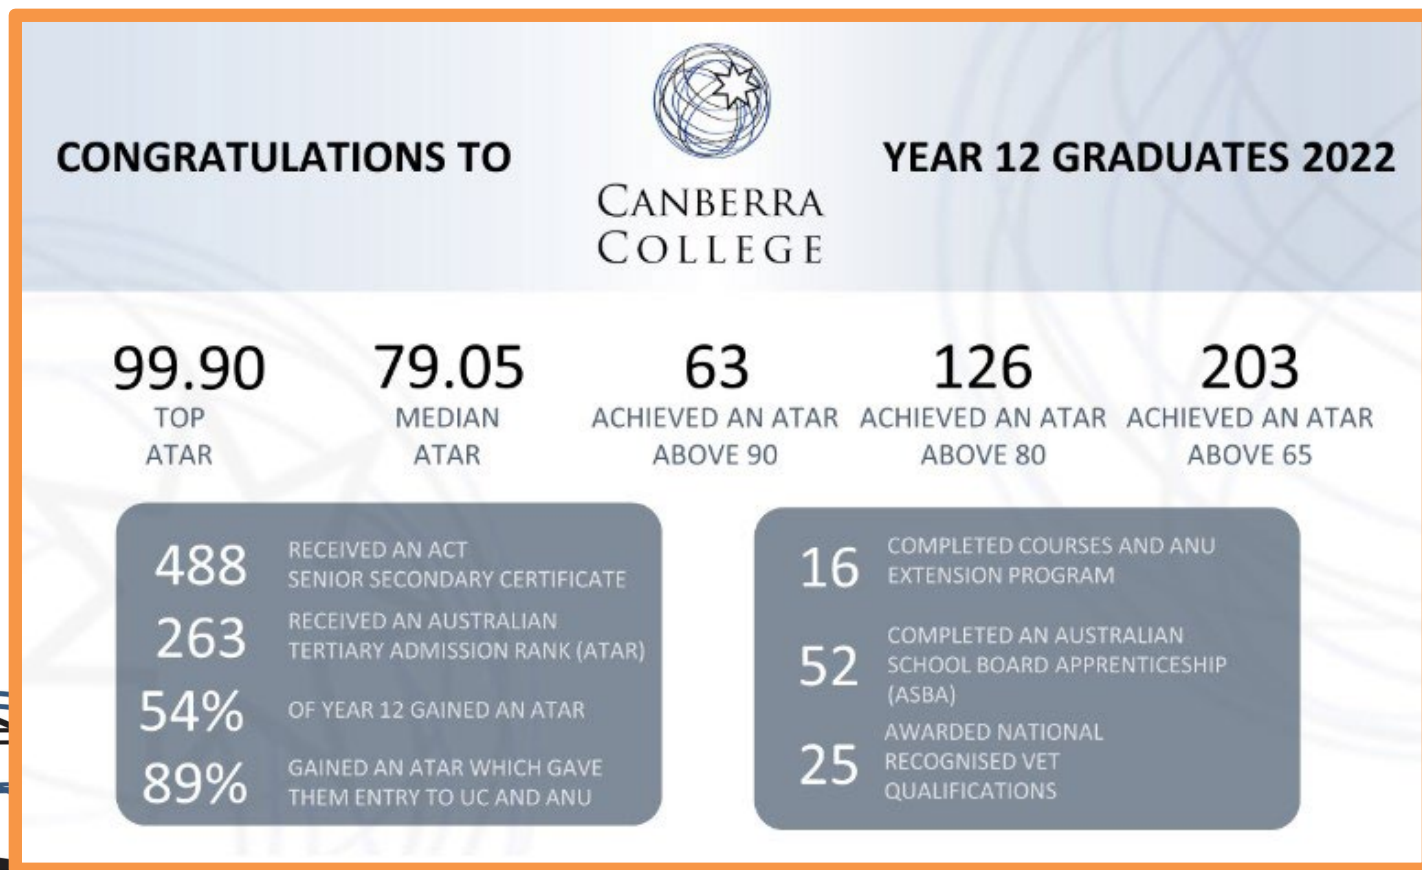 CONGRATULATIONS TO
CANBERRA
COLLEGE
YEAR 12 GRADUATES 2022
99.90
TOP
ATAR
79.05
MEDIAN
ATAR
63
ACHIEVED AN ATAR
ABOVE 90
126
ACHIEVED AN ATAR
ABOVE 80
203
ACHIEVED AN ATAR
ABOVE 65
488
RECEIVED AN ACT
SENIOR SECONDARY CERTIFICATE
263
RECEIVED AN AUSTRALIAN
TERTIARY ADMISSION RANK (ATAR)
54%
OF YEAR 12 GAINED AN ATAR
89%
GAINED AN ATAR WHICH GAVE
THEM ENTRY TO UC AND ANU
16
COMPLETED COURSES AND ANU
EXTENSION PROGRAM
52
COMPLETED AN AUSTRALIAN
SCHOOL BOARD APPRENTICESHIP
(ASBA)
25
AWARDED NATIONAL
RECOGNISED VET
QUALIFICATIONS